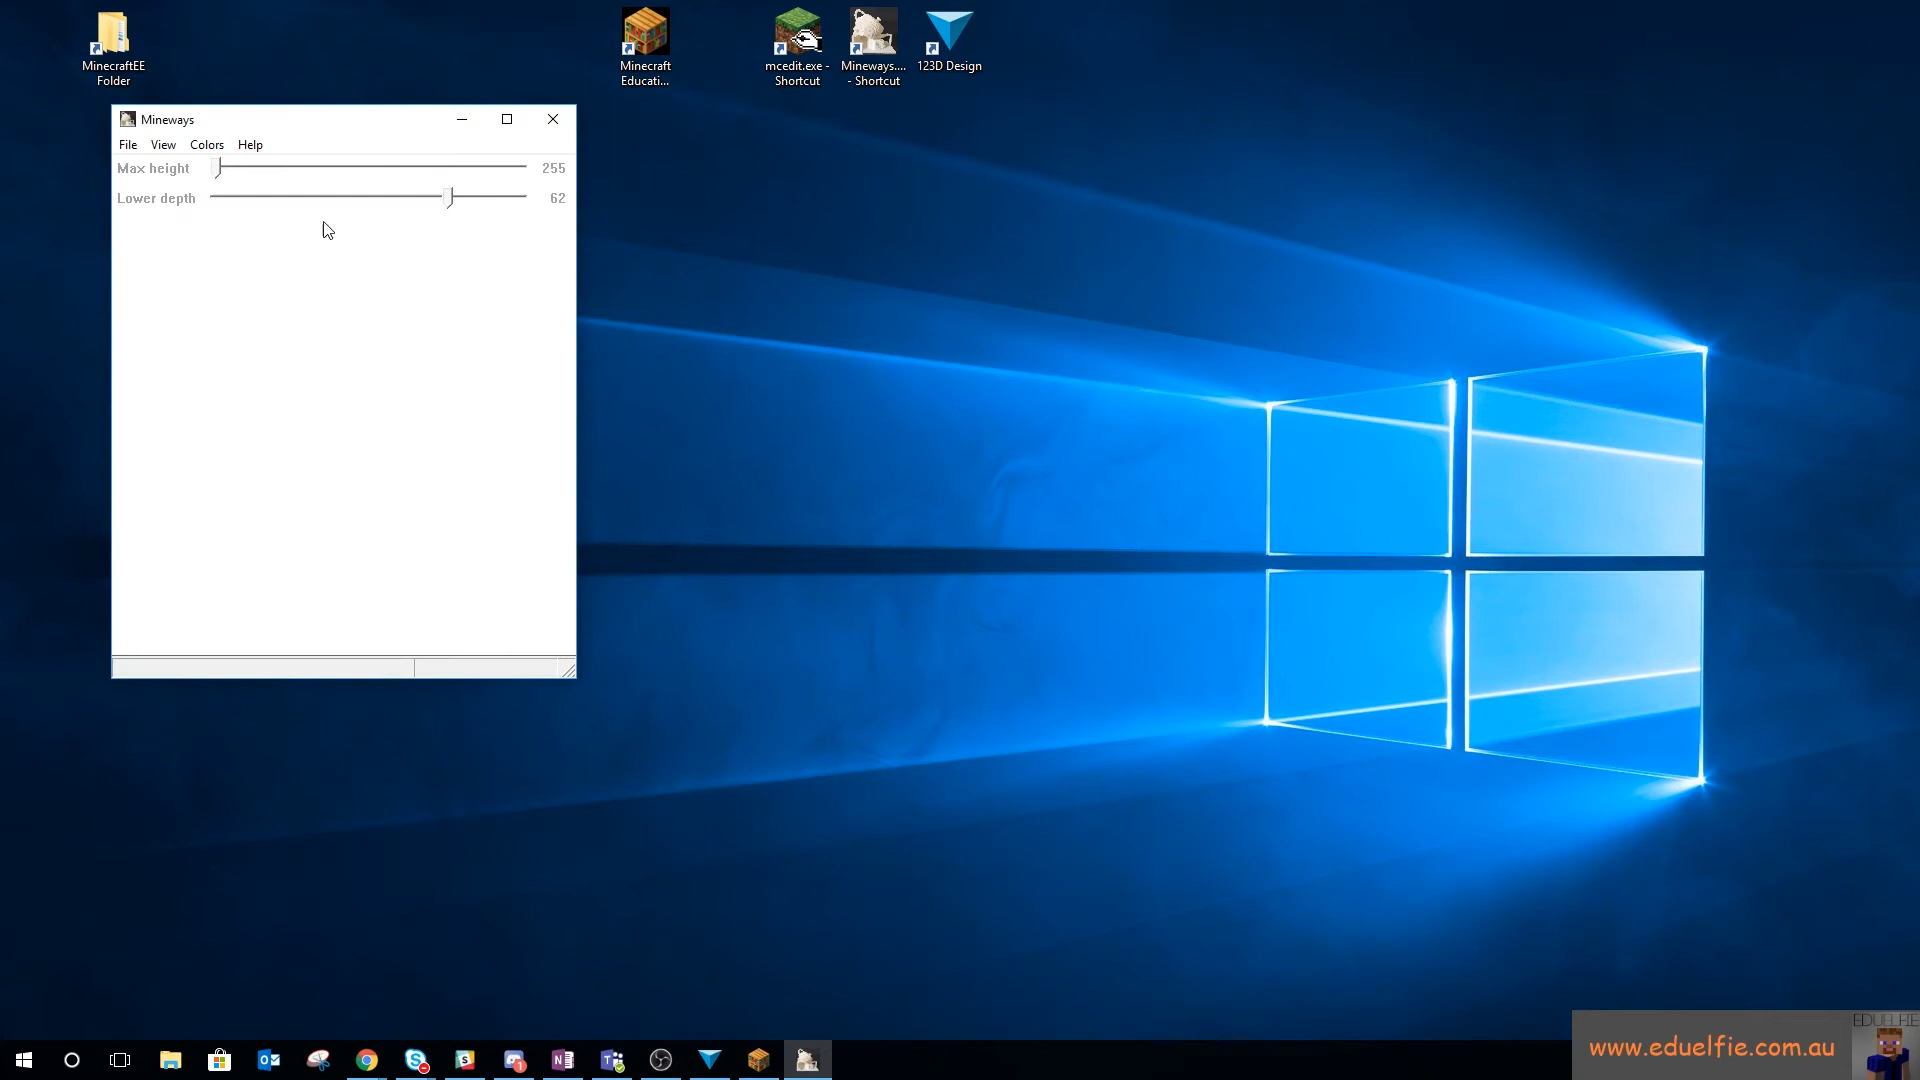 MinecraftEE
Folder
Minecraft
Educati...
mcedit.exe -
Shortcut
Mineways....
- Shortcut
123D Design
Mineways
File View Colors Help
Max height 255
Lower depth 62
EDUELFIE
www.eduelfie.com.au